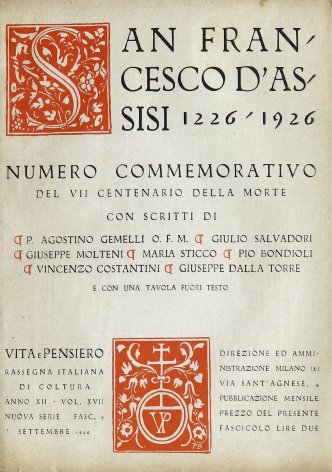 SAN FRAN-
CESCO D'AS-
SISI 1226-1926
NUMERO COMMEMORATIVO
DEL VII CENTENARIO DELLA MORTE
CON SCRITTI DI
P. AGOSTINO GEMELLI O. F. M. GIULIO SALVADORI
GIUSEPPE MOLTENI MARIA STICCO PIO BONDIOLI
VINCENZO COSTANTINI GIUSEPPE DALLA TORRE
E CON UNA TAVOLA FUORI TESTO
VITA E PENSIERO
RASSEGNA ITALIANA
DI COLTURA
ANNO XII - VOL. XVII
NUOVA SERIE FASC. 9
SETTEMBRE 1926
VP
DIREZIONE ED AMMI-
NISTRAZIONE MILANO
VIA SANT'AGNESE, 4
PUBBLICAZIONE MENSILE
PREZZO DEL PRESENTE
FASCICOLO LIRE DUE